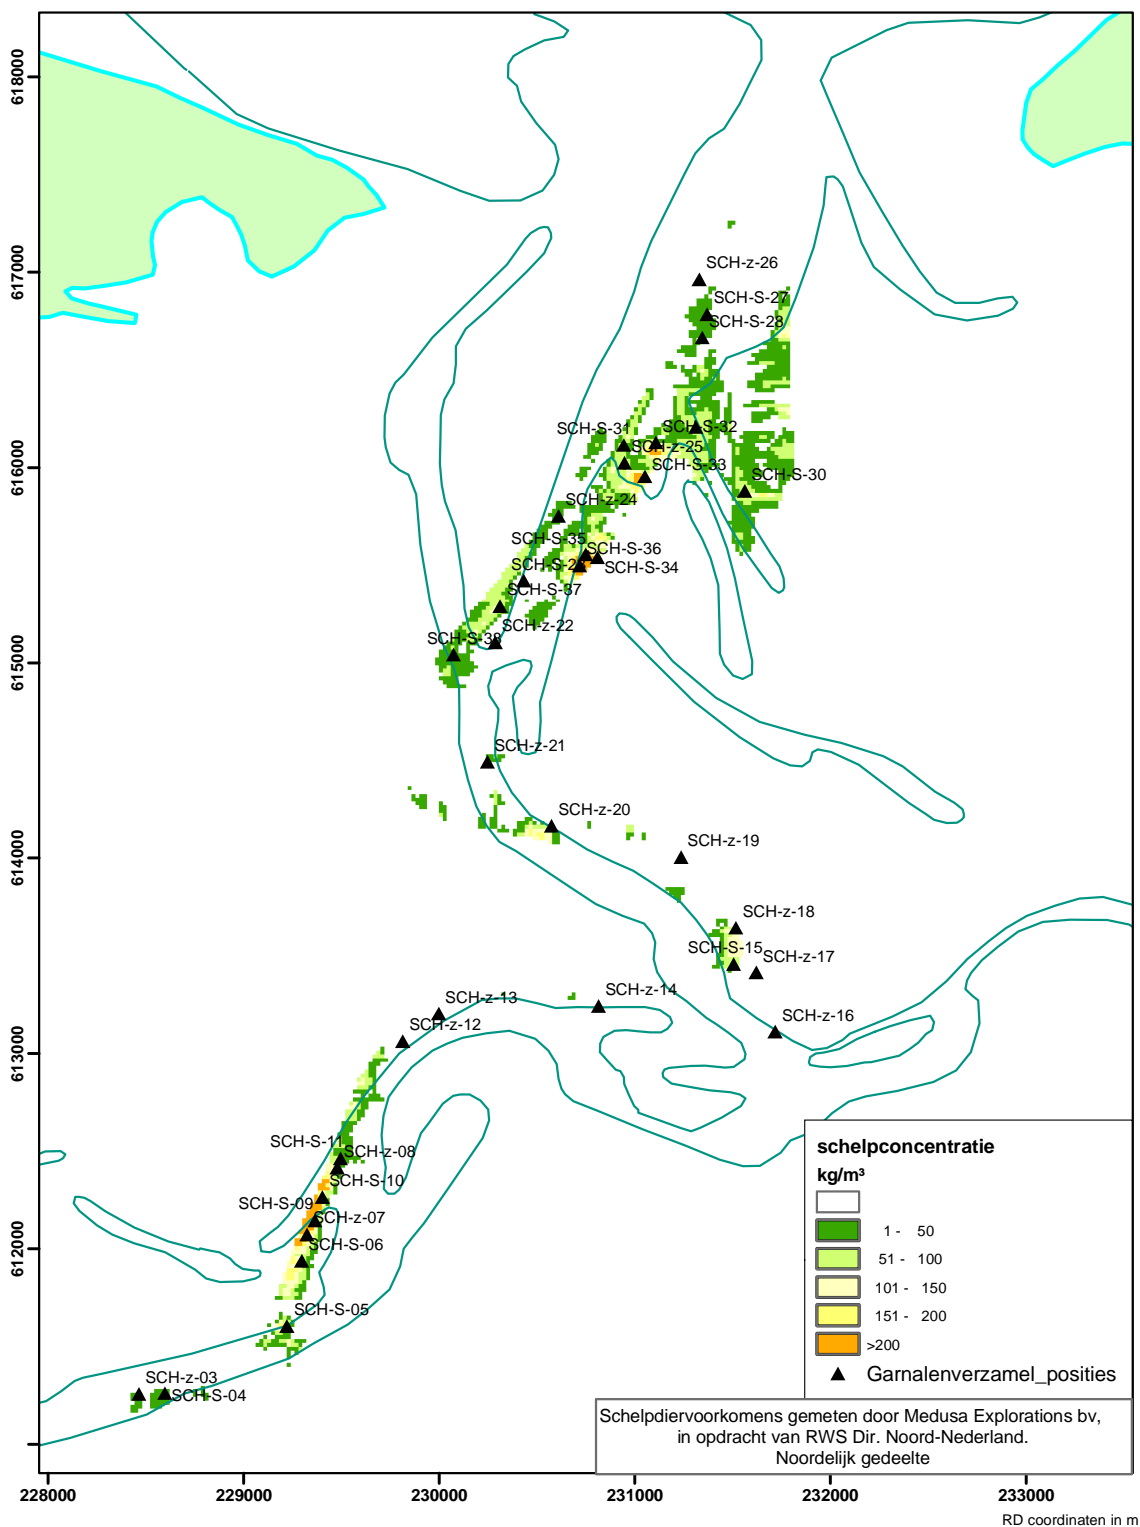 618000
617000
616000
615000
614000
613000
612000
SCH-z-26
SCH-S-27
SCH-S-28
SCH-S-31
SCH-S-32
SCH-z-25
SCH-S-33
SCH-S-30
SCH-z-24
SCH-S-35
SCH-S-36
SCH-S-34
SCH-S-37
SCH-z-22
SCH-S-38
SCH-z-21
SCH-z-20
SCH-z-19
SCH-z-18
SCH-S-15
SCH-z-17
SCH-z-16
SCH-z-14
SCH-z-13
SCH-z-12
SCH-S-11
SCH-z-08
SCH-S-10
SCH-S-09
SCH-z-07
SCH-S-06
SCH-S-05
SCH-z-03
SCH-S-04
schelpconcentratie
kg/m³
1 - 50
51 - 100
101 - 150
151 - 200
>200
Garnalenverzamel_posities
Schelpdiervoorkomens gemeten door Medusa Explorations bv,
in opdracht van RWS Dir. Noord-Nederland.
Noordelijk gedeelte
228000 229000 230000 231000 232000 233000
RD coordinaten in m